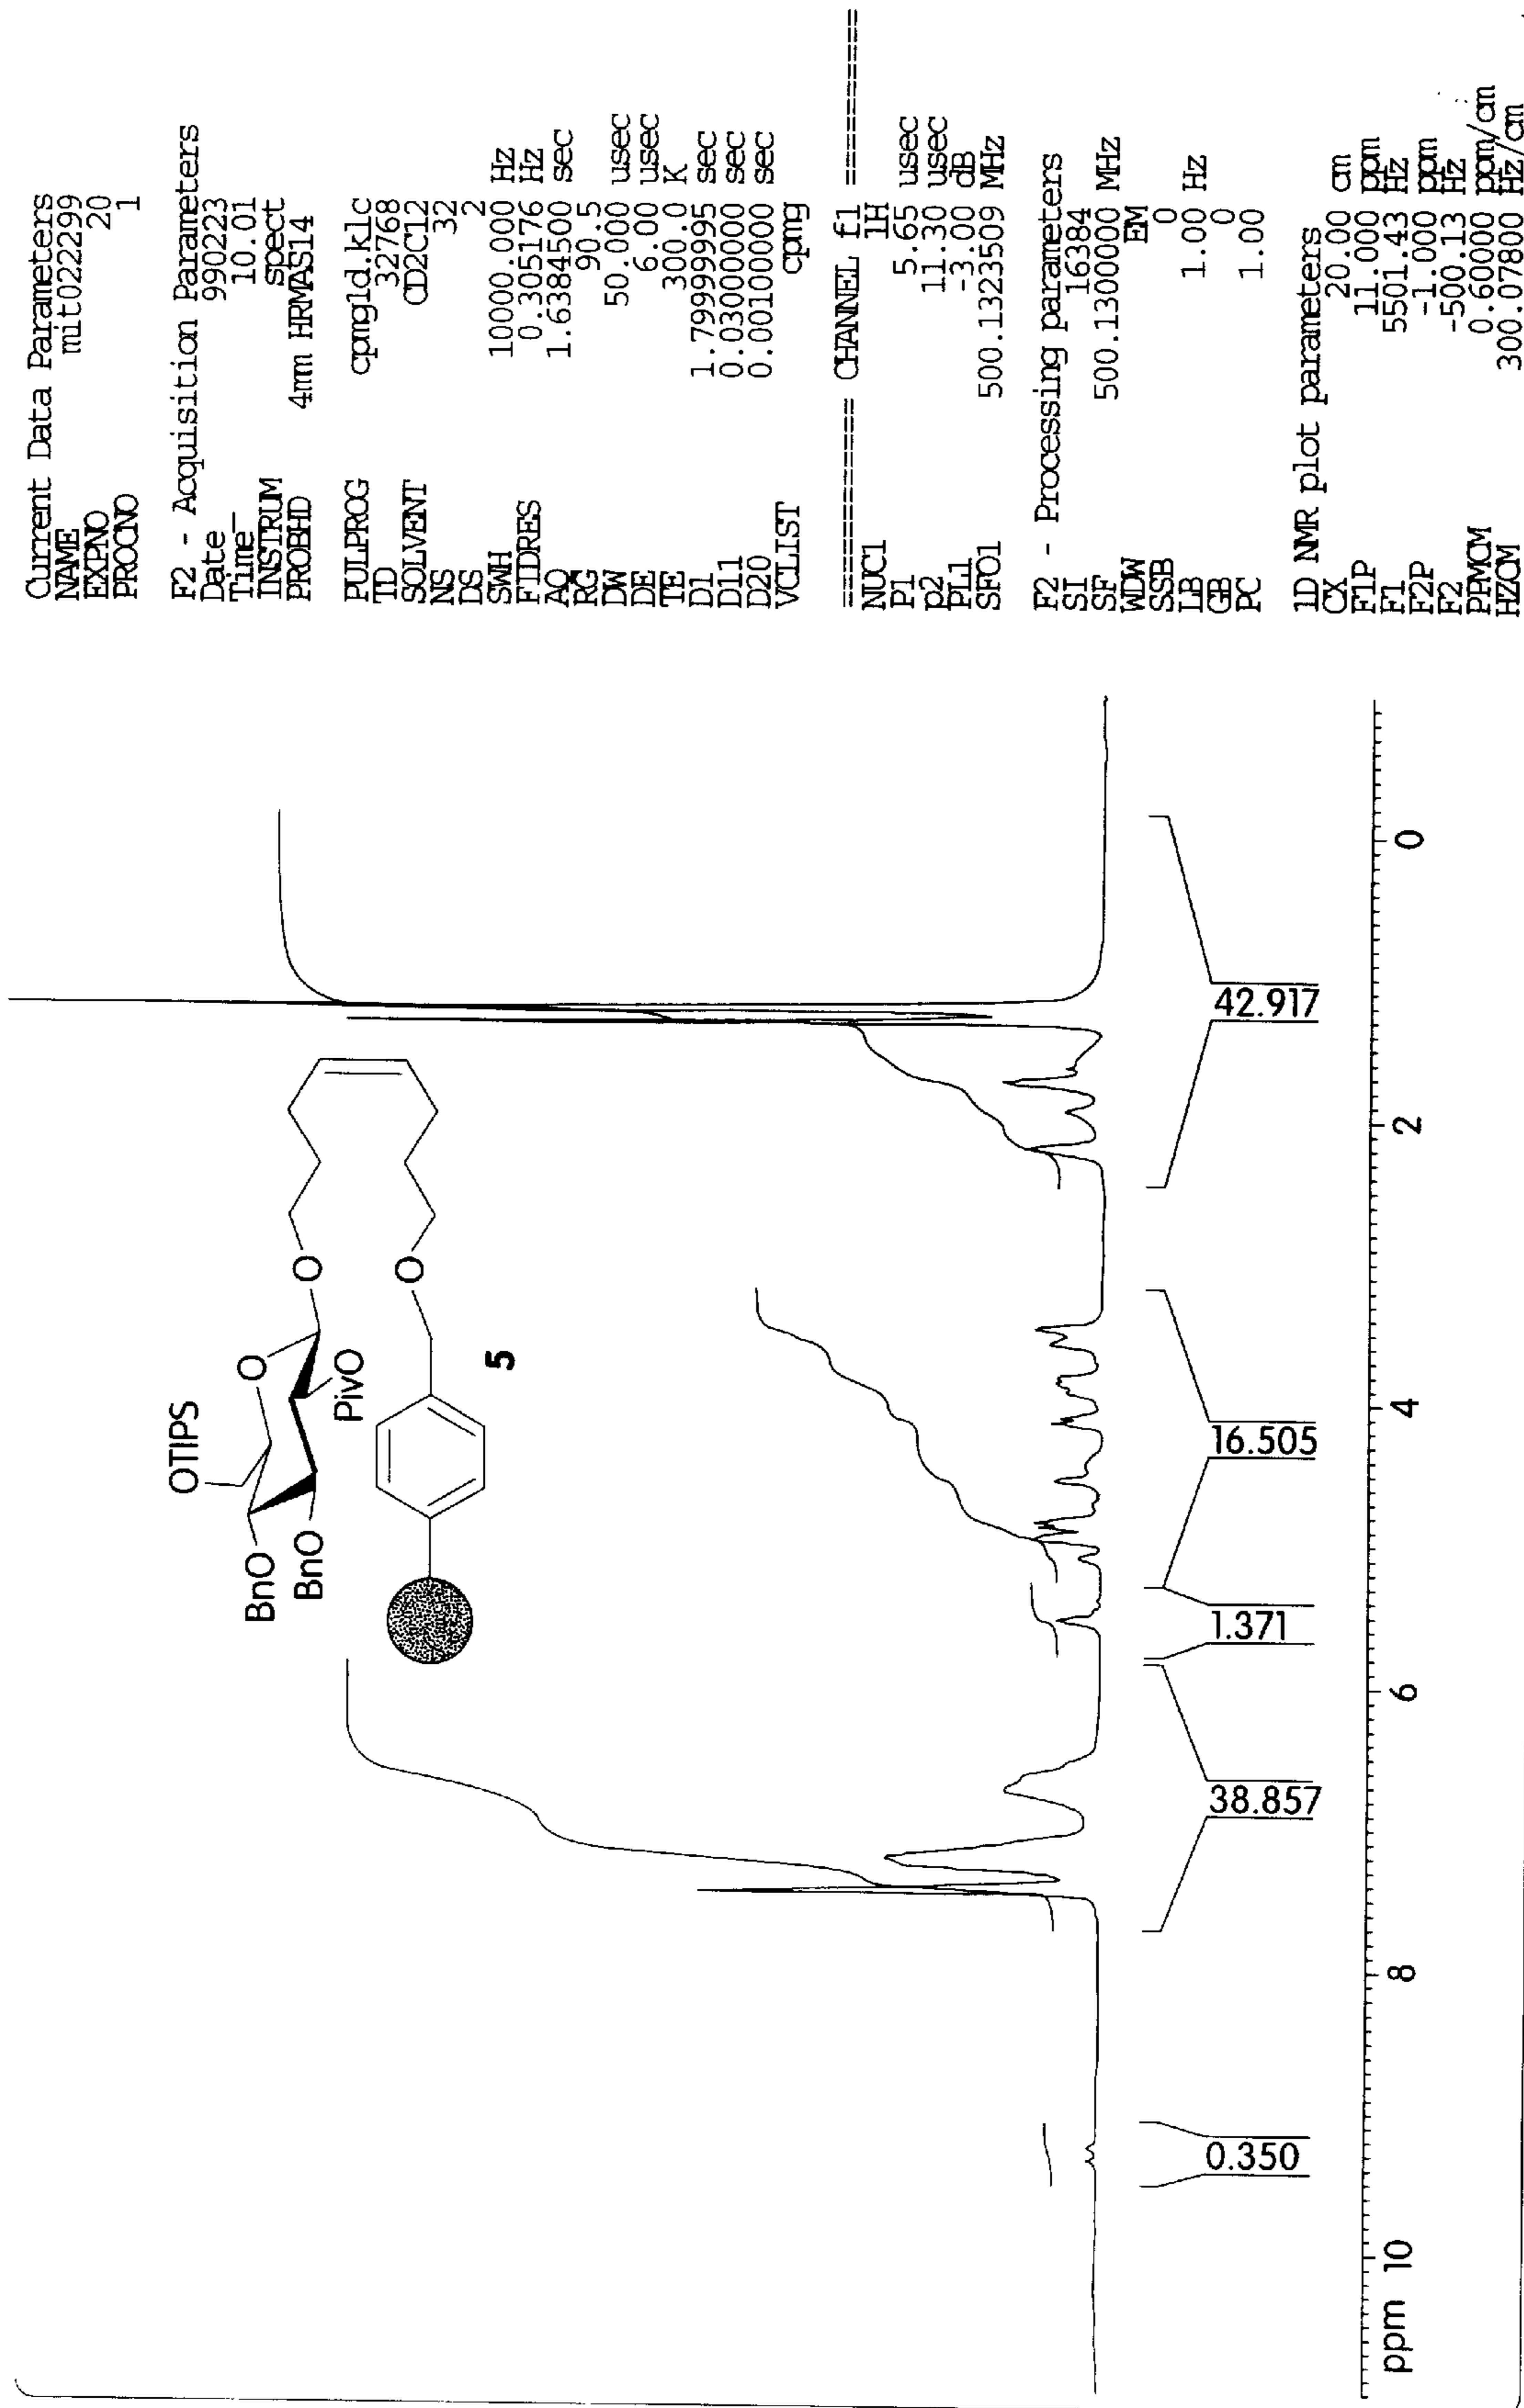 Current Data Parameters
NAME mit022299
EXPNO 20
PROCNO 1
F2 - Acquisition Parameters
Date_ 990223
Time 10.01
INSTRUM spect
PROBHD 4mm HRMAS14
PULPROG cpmg1d.klc
TD 32768
SOLVENT CD2Cl2
NS 32
DS 2
SWH 10000.000 Hz
FIDRES 0.305176 Hz
AQ 1.6384500 sec
RG 90.5
DW 50.000 usec
DE 6.00 usec
TE 300.0 K
D1 1.79999995 sec
D11 0.03000000 sec
D20 0.00100000 sec
VCLIST cpmg
======== CHANNEL f1 ========
NUC1 1H
P1 5.65 usec
p2 11.30 usec
PL1 -3.00 dB
SFO1 500.1323509 MHz
F2 - Processing parameters
SI 16384
SF 500.1300000 MHz
WDW EM
SSB 0
LB 1.00 Hz
GB 0
PC 1.00
1D NMR plot parameters
CX 20.00 cm
F1P 11.000 ppm
F1 5501.43 Hz
F2P -1.000 ppm
F2 -500.13 Hz
PPMCM 0.60000 ppm/cm
HZCM 300.07800 Hz/cm
OTIPS
O
BnO
BnO
PivO
O
O
5
0.350
38.857
1.371
16.505
42.917
ppm 10 8 6 4 2 0